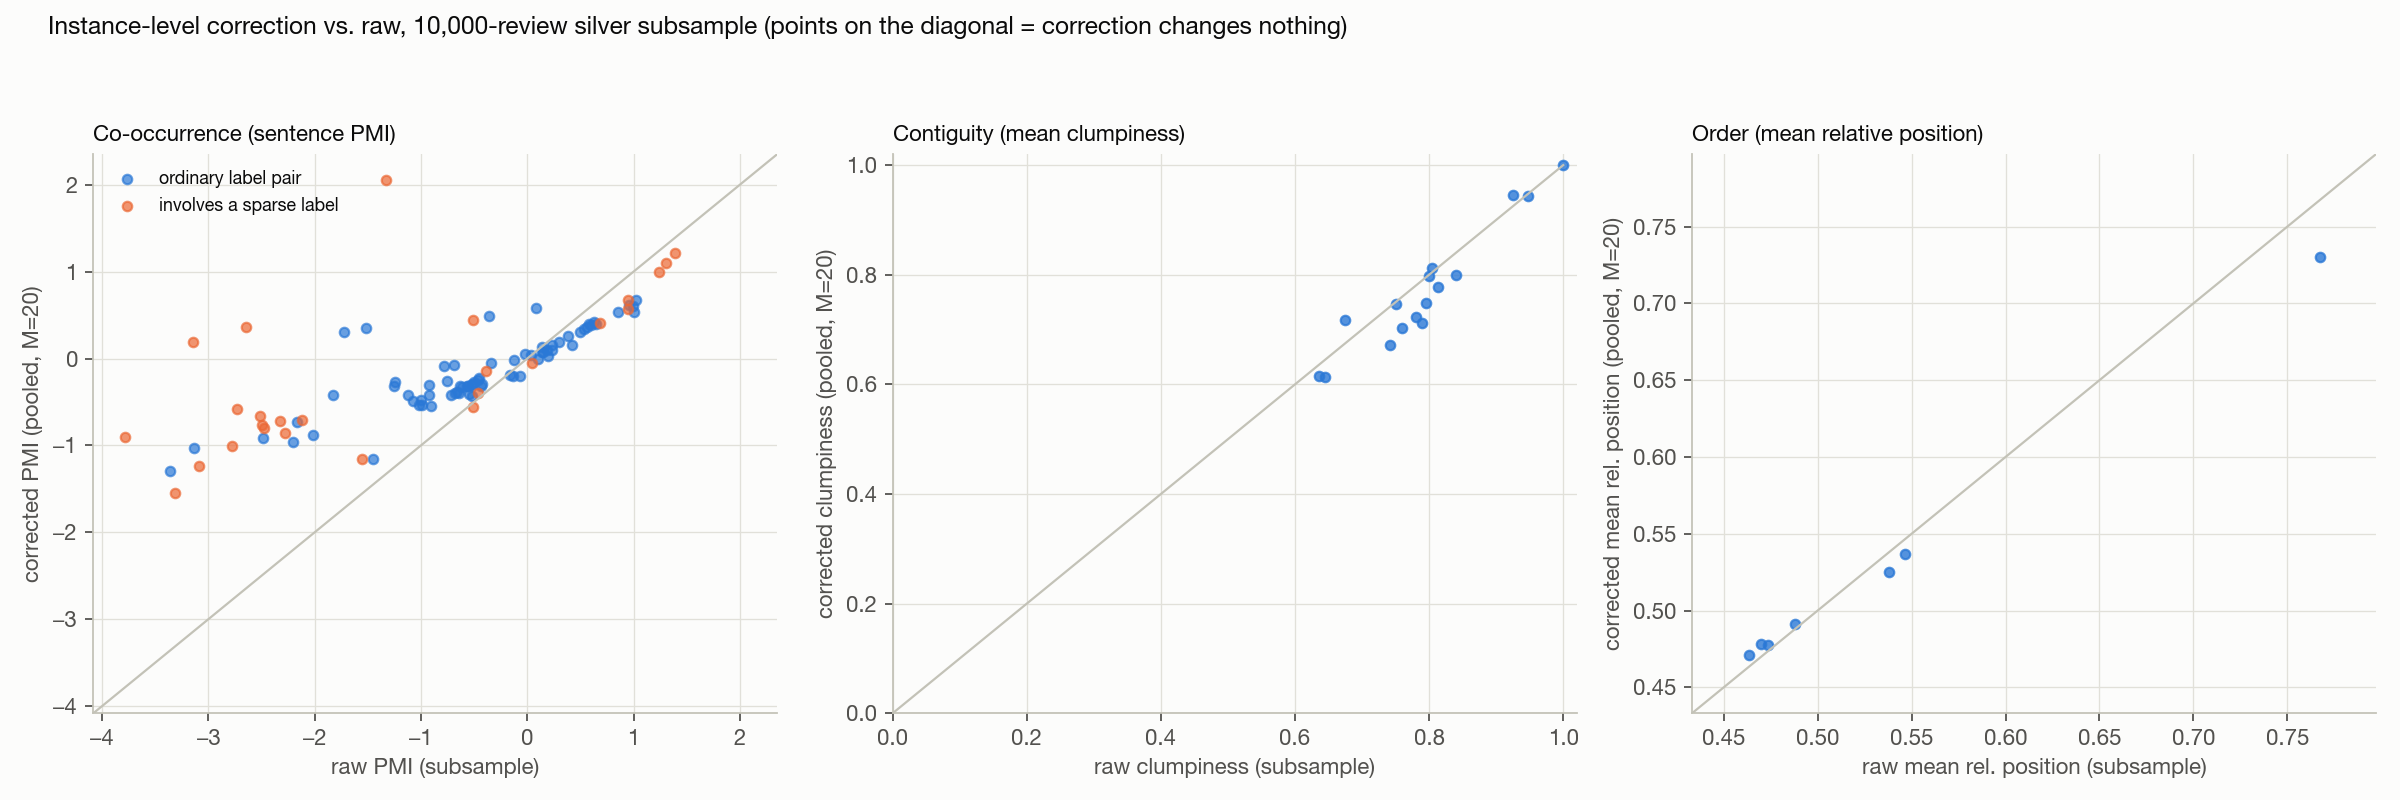 Instance-level correction vs. raw, 10,000-review silver subsample (points on the diagonal = correction changes nothing)
Co-occurrence (sentence PMI)
ordinary label pair
involves a sparse label
corrected PMI (pooled, M=20)
2
1
0
−1
−2
−3
−4
−4 −3 −2 −1 0 1 2
raw PMI (subsample)
Contiguity (mean clumpiness)
corrected clumpiness (pooled, M=20)
1.0
0.8
0.6
0.4
0.2
0.0
0.0 0.2 0.4 0.6 0.8 1.0
raw clumpiness (subsample)
Order (mean relative position)
corrected mean rel. position (pooled, M=20)
0.75
0.70
0.65
0.60
0.55
0.50
0.45
0.45 0.50 0.55 0.60 0.65 0.70 0.75
raw mean rel. position (subsample)